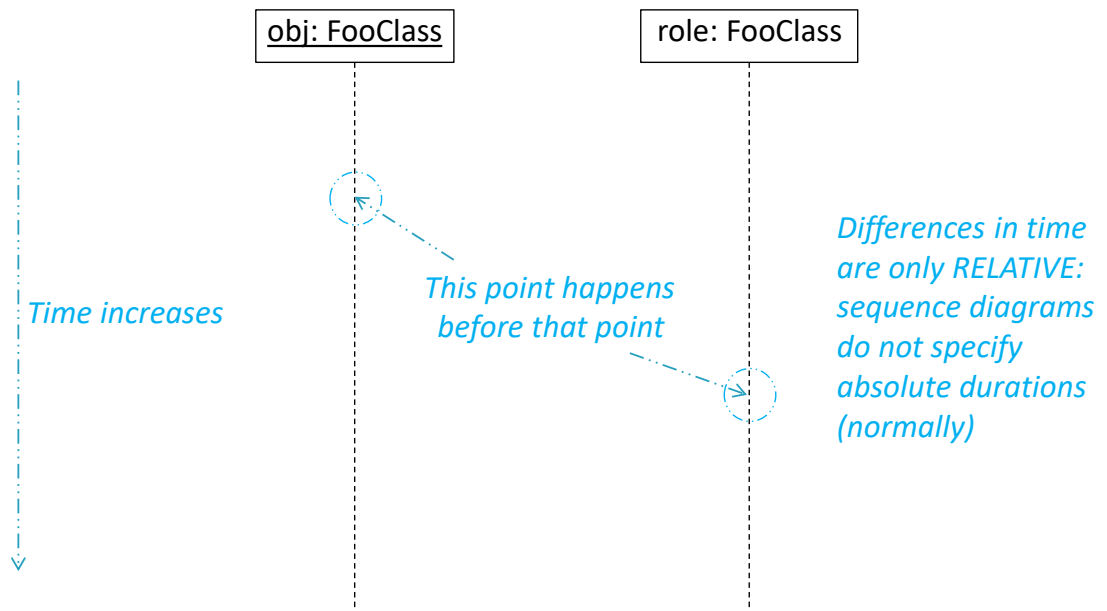 obj: FooClass
role: FooClass
Time increases
This point happens
before that point
Differences in time
are only RELATIVE:
sequence diagrams
do not specify
absolute durations
(normally)